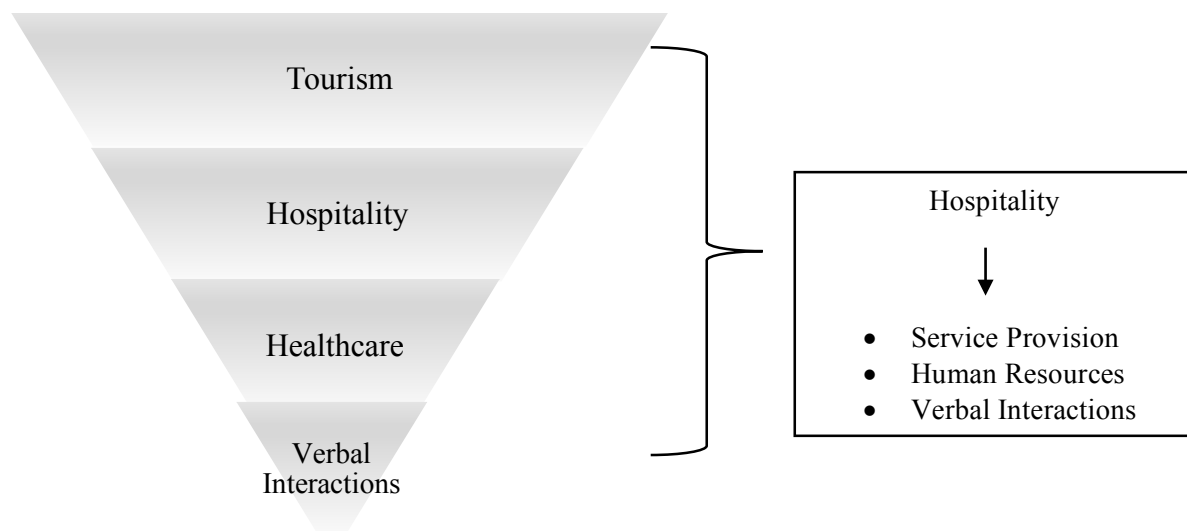 Tourism
Hospitality
Healthcare
Verbal
Interactions
Hospitality
• Service Provision
• Human Resources
• Verbal Interactions